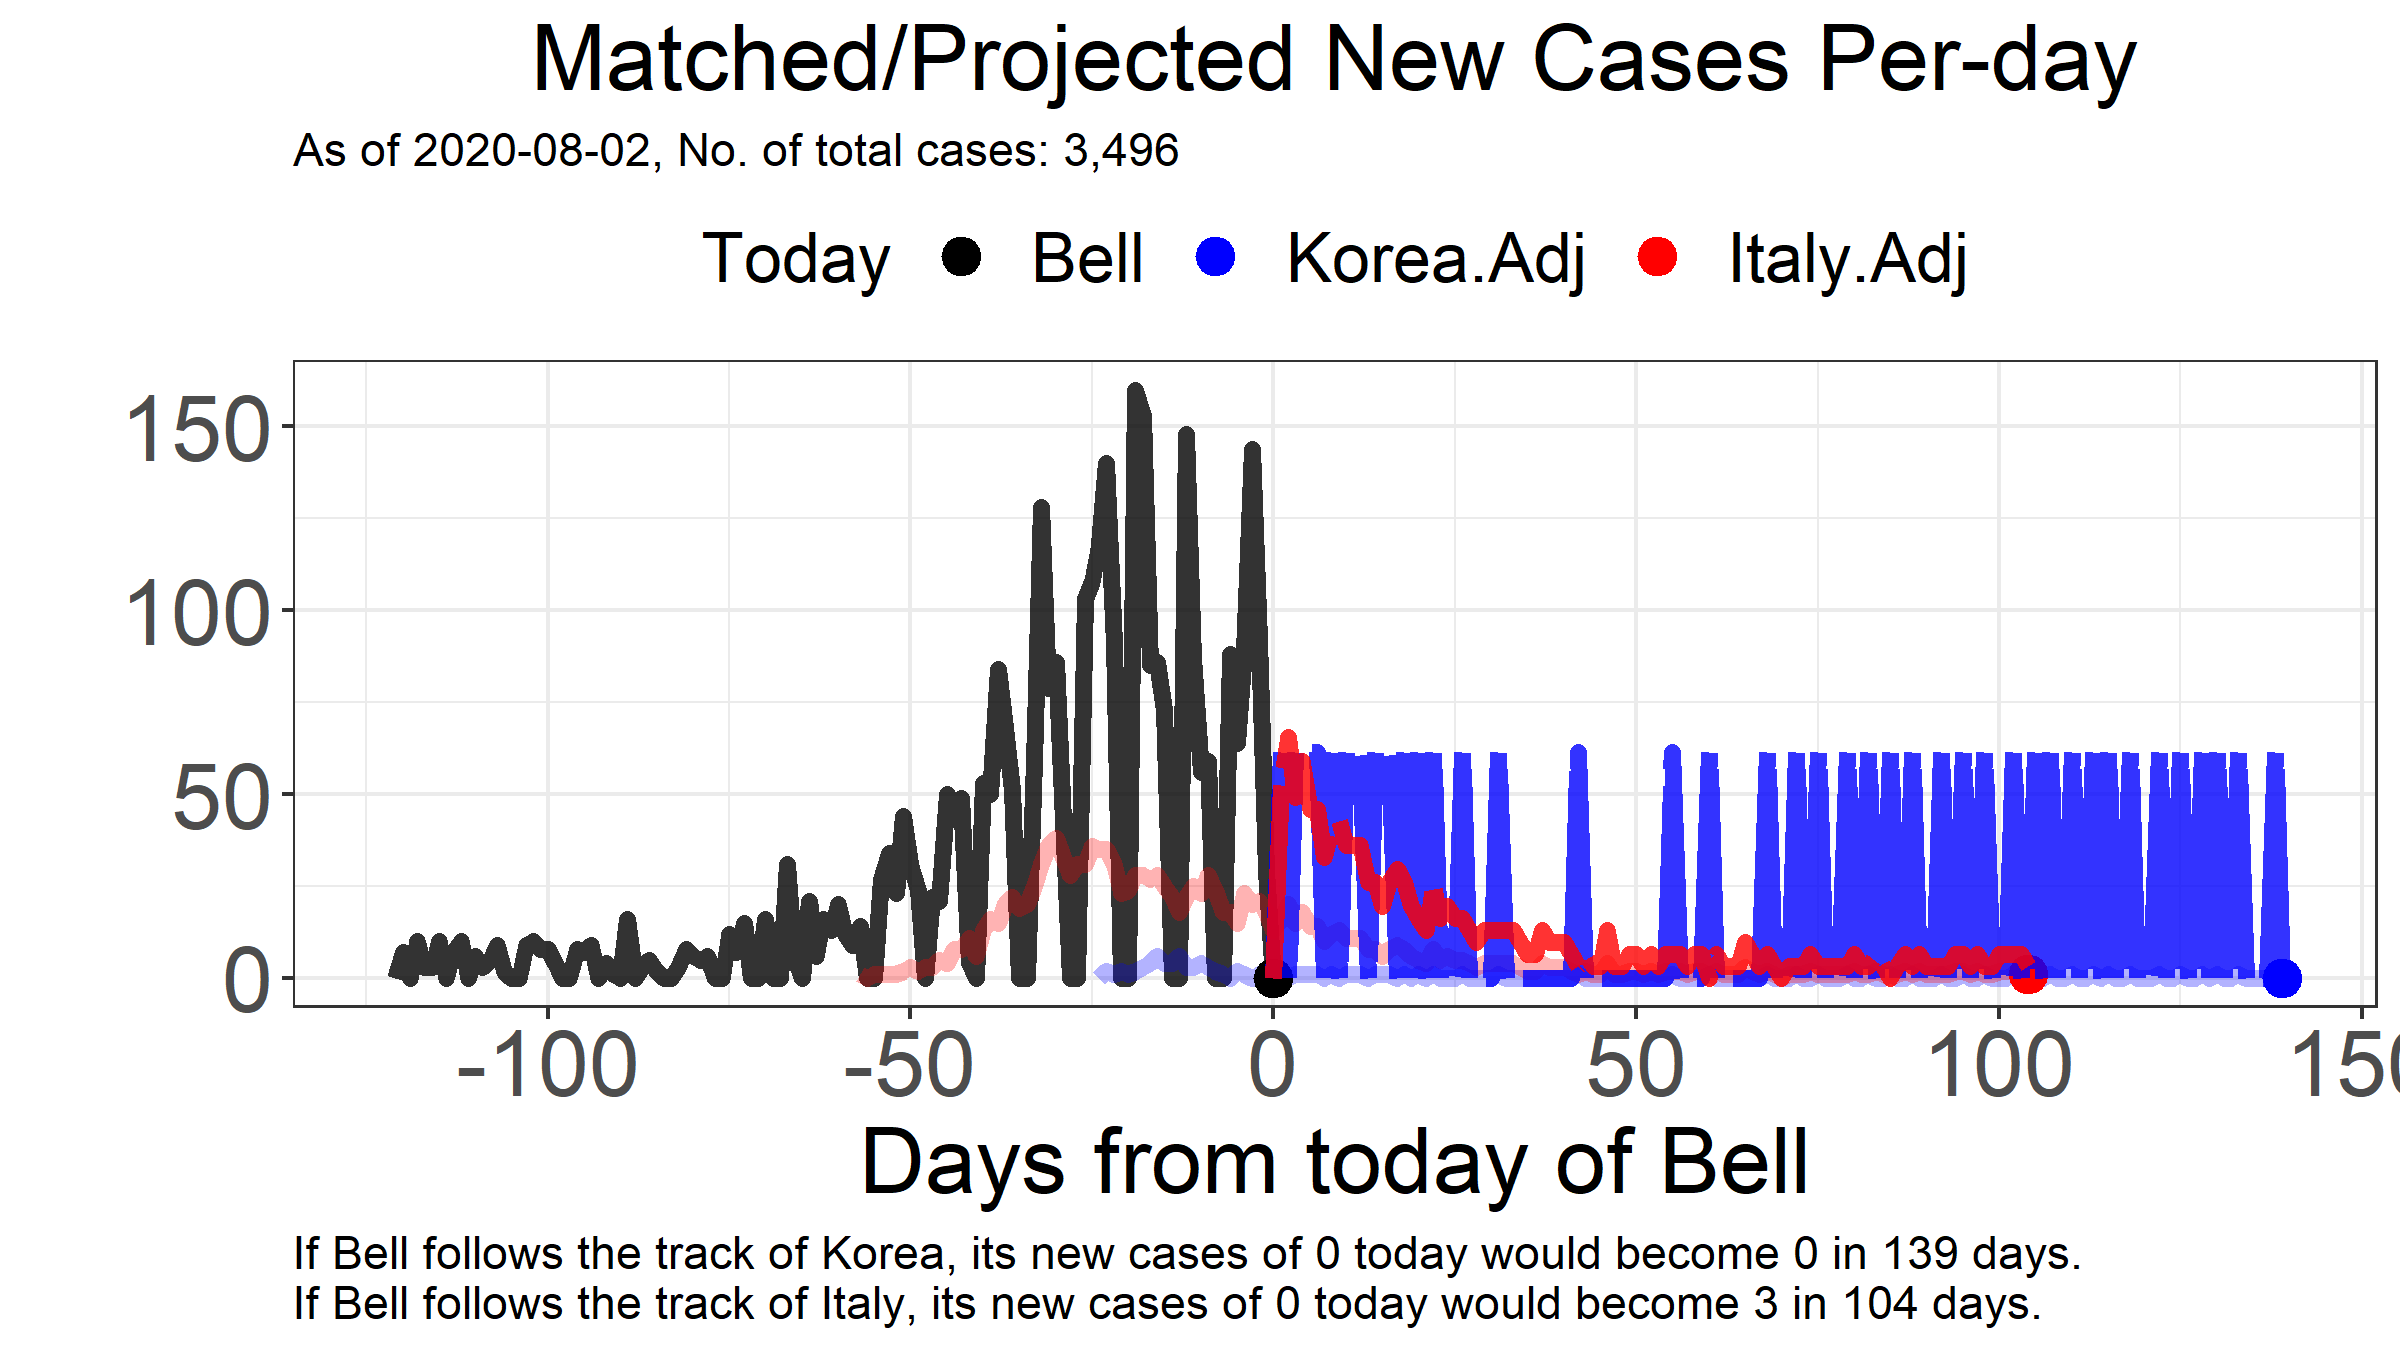 Matched/Projected New Cases Per-day
As of 2020-08-02, No. of total cases: 3,496
Today Bell Korea.Adj Italy.Adj
150
100
50
0
-100 -50 0 50 100 150
Days from today of Bell
If Bell follows the track of Korea, its new cases of 0 today would become 0 in 139 days.
If Bell follows the track of Italy, its new cases of 0 today would become 3 in 104 days.